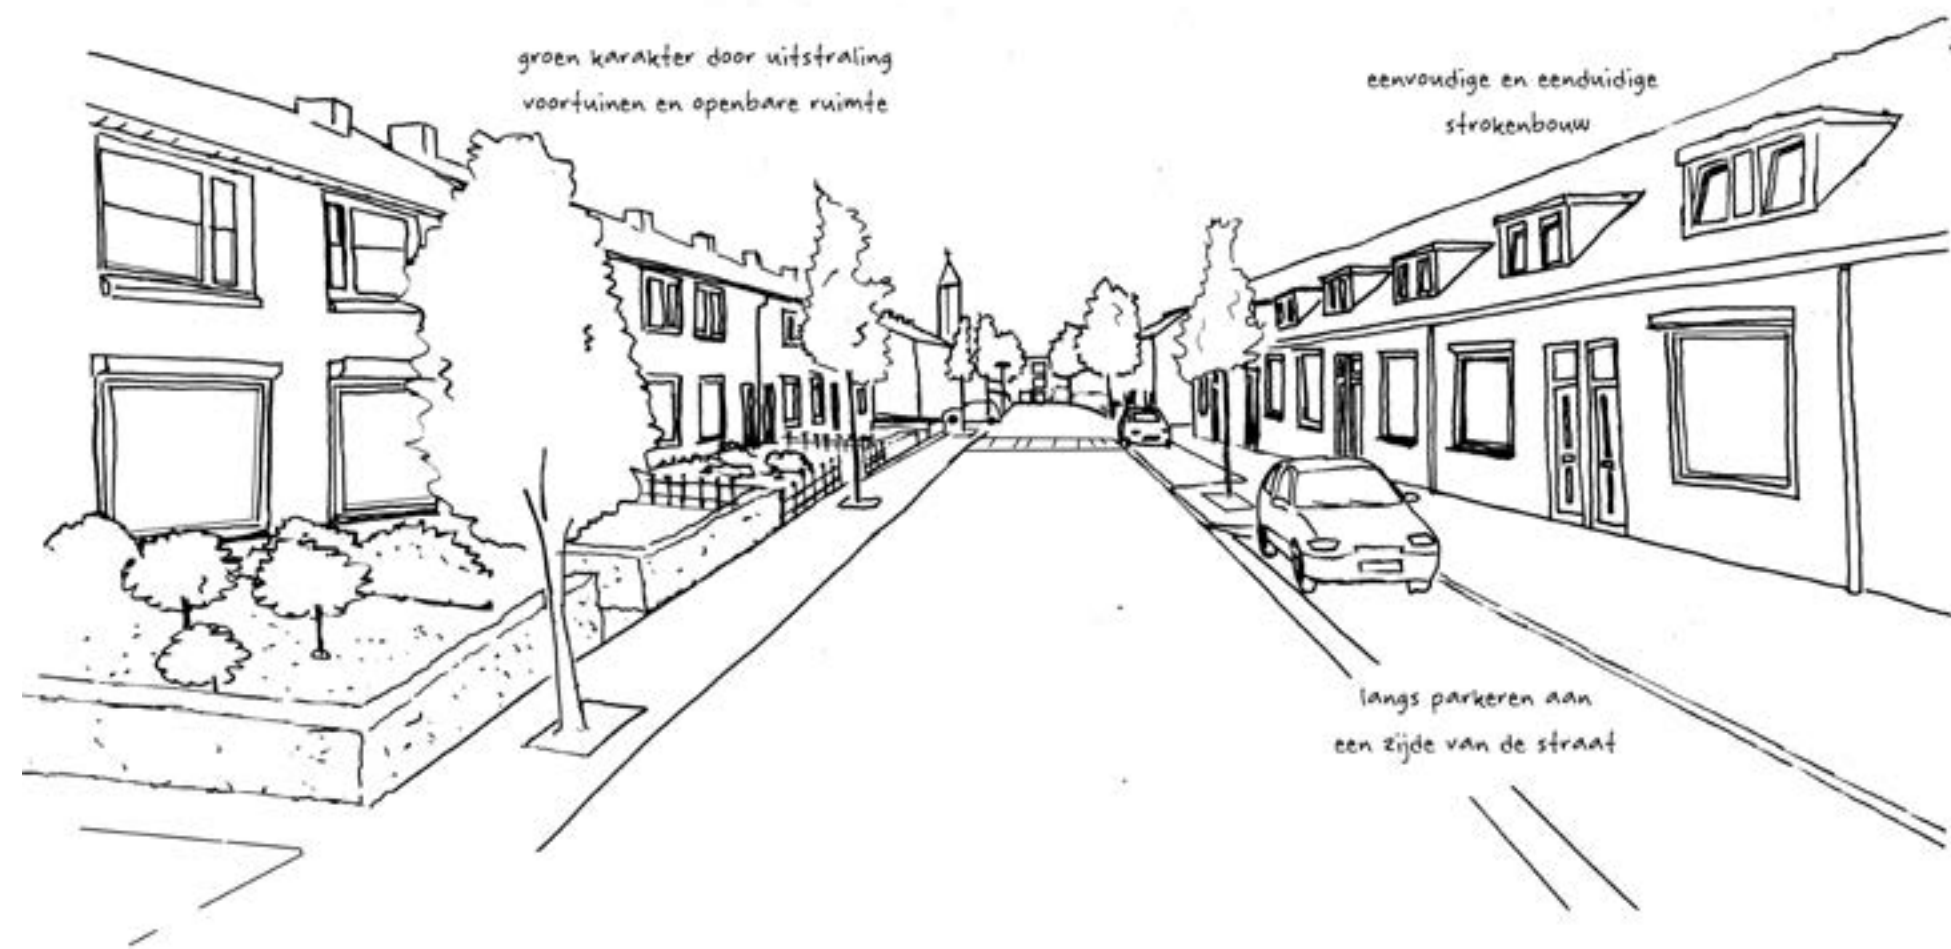 groen karakter door uitstraling
voortuinen en openbare ruimte
eenvoudige en eenduidige
strokenbouw
langs parkeren aan
een zijde van de straat